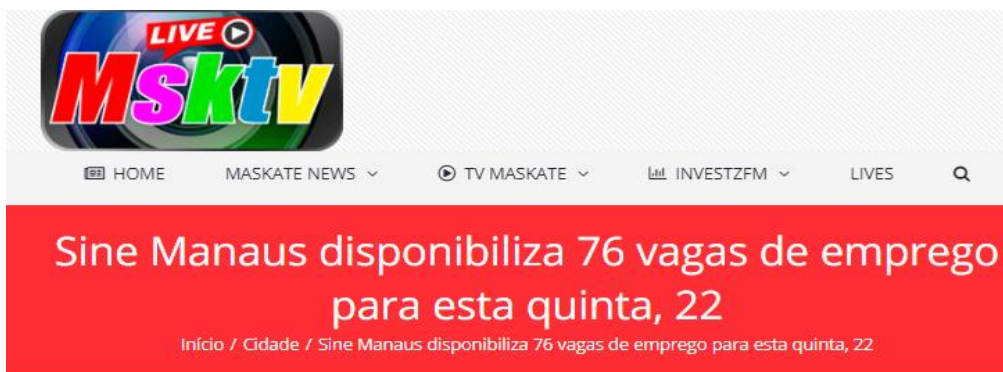 LIVE
Msktv
HOME MASKATE NEWS TV MASKATE INVESTZFM LIVES
Sine Manaus disponibiliza 76 vagas de emprego
para esta quinta, 22
Início / Cidade / Sine Manaus disponibiliza 76 vagas de emprego para esta quinta, 22